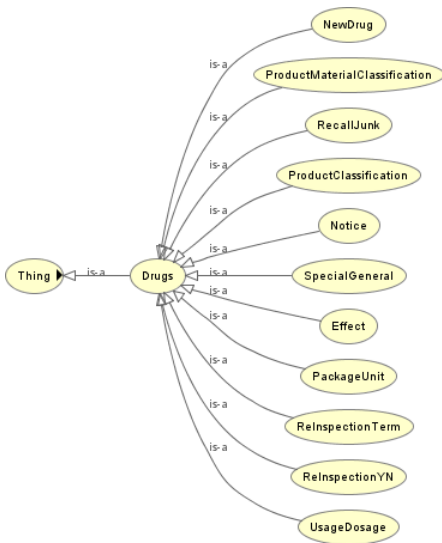 NewDrug
is-a
ProductMaterialClassification
is-a
RecallJunk
is-a
ProductClassification
is-a
Notice
is-a
Thing
is-a
Drugs
is-a
SpecialGeneral
is-a
Effect
is-a
PackageUnit
is-a
ReInspectionTerm
is-a
ReInspectionYN
is-a
UsageDosage
is-a